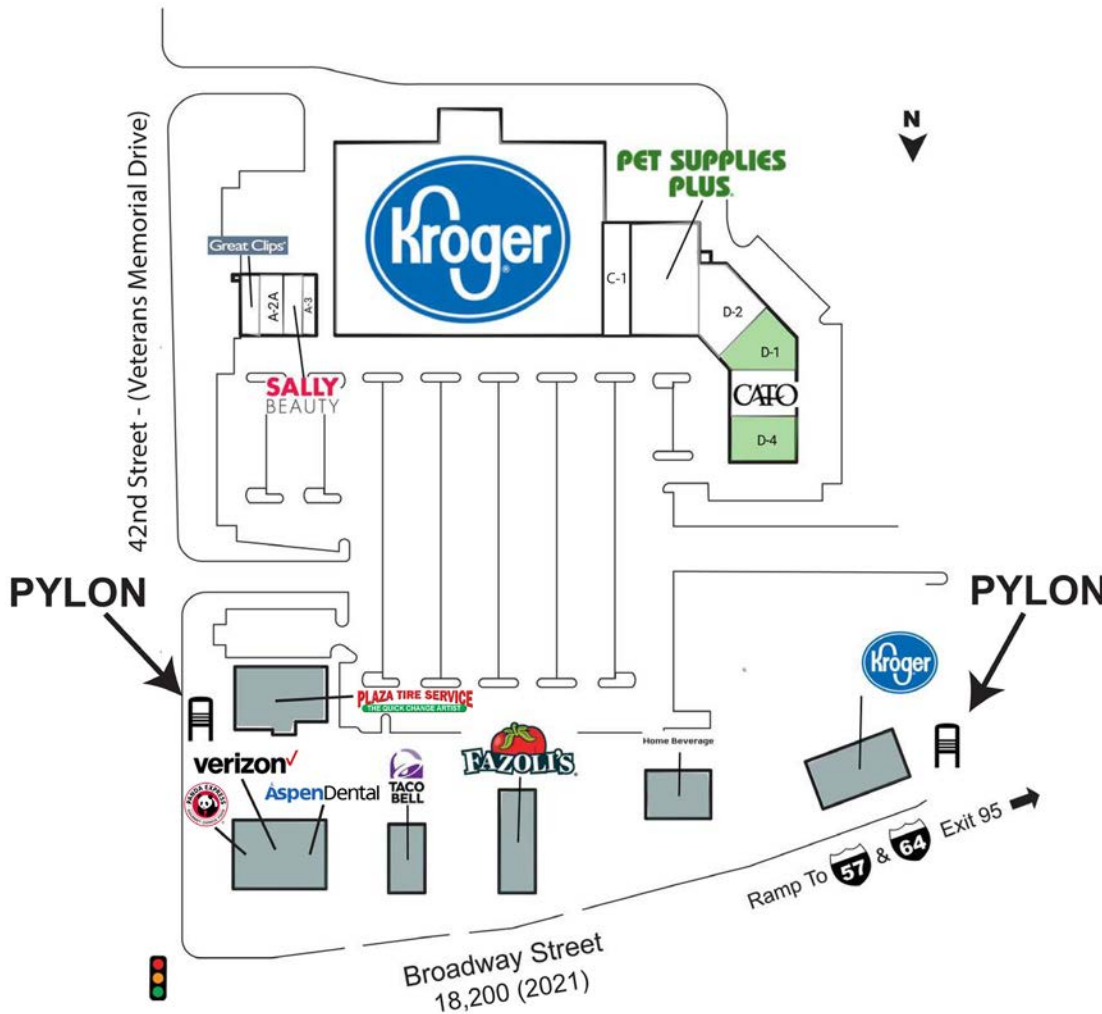 N
42nd Street - (Veterans Memorial Drive)
Kroger
PET SUPPLIES
PLUS
Great Clips
A-2A
A-3
C-1
D-2
D-1
SALLY
BEAUTY
CATO
D-4
PYLON
PYLON
Kroger
PLAZA TIRE SERVICE
THE QUICK CHANGE ARTIST
Home Beverage
verizon
PANDA EXPRESS
AspenDental
TACO
BELL
FAZOLI'S
Ramp To 57 & 64 Exit 95
Broadway Street
18,200 (2021)